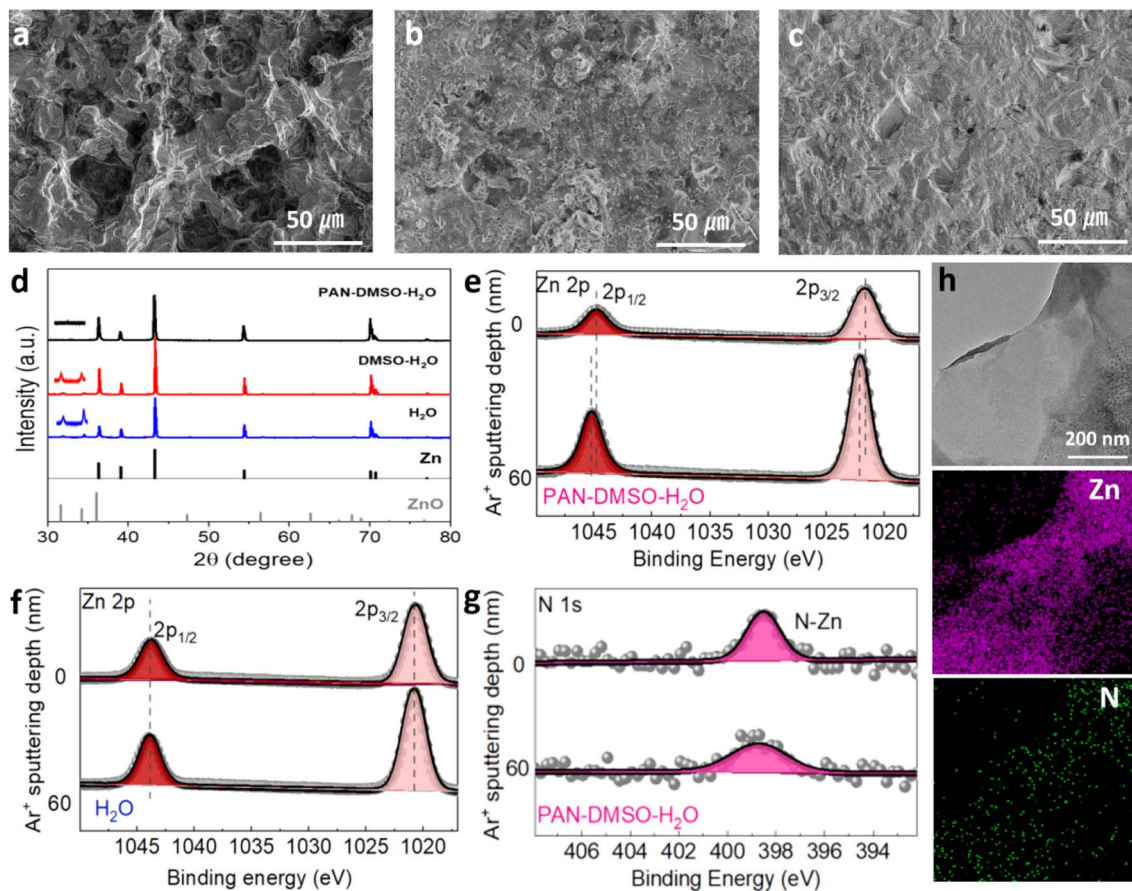 a
50 μm
b
50 μm
c
50 μm
d
PAN-DMSO-H₂O
DMSO-H₂O
H₂O
Zn
ZnO
Intensity (a.u.)
30 40 50 60 70 80
2θ (degree)
e
Zn 2p
2p₁/₂
2p₃/₂
0
60
Ar⁺ sputtering depth (nm)
PAN-DMSO-H₂O
1045 1040 1035 1030 1025 1020
Binding Energy (eV)
h
200 nm
Zn
N
f
Zn 2p
2p₁/₂
2p₃/₂
0
60
Ar⁺ sputtering depth (nm)
H₂O
1045 1040 1035 1030 1025 1020
Binding energy (eV)
g
N 1s
N-Zn
0
60
Ar⁺ sputtering depth (nm)
PAN-DMSO-H₂O
406 404 402 400 398 396 394
Binding Energy (eV)